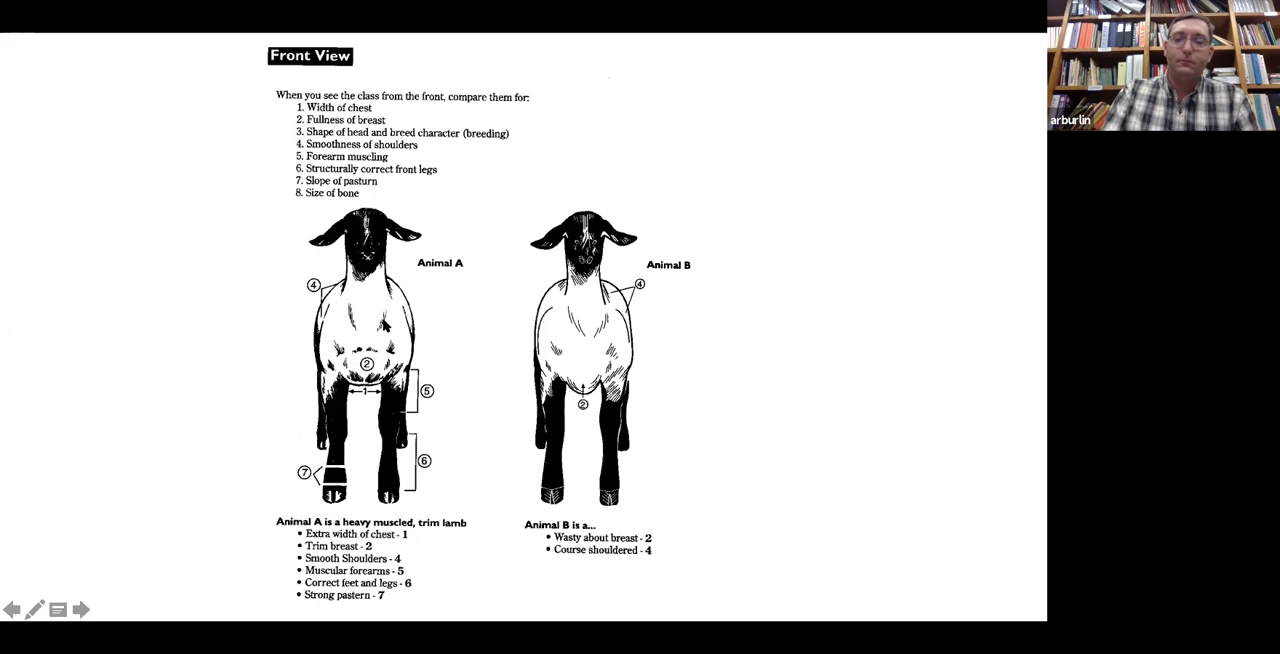 Front View
When you see the class from the front, compare them for:
1. Width of chest
2. Fullness of breast
3. Shape of head and breed character (breeding)
4. Smoothness of shoulders
5. Forearm muscling
6. Structurally correct front legs
7. Slope of pasturn
8. Size of bone
Animal A
Animal B
4
4
2
1
5
2
6
7
Animal A is a heavy muscled, trim lamb
• Extra width of chest - 1
• Trim breast - 2
• Smooth Shoulders - 4
• Muscular forearms - 5
• Correct feet and legs - 6
• Strong pastern - 7
Animal B is a...
• Wasty about breast - 2
• Course shouldered - 4
arburlin